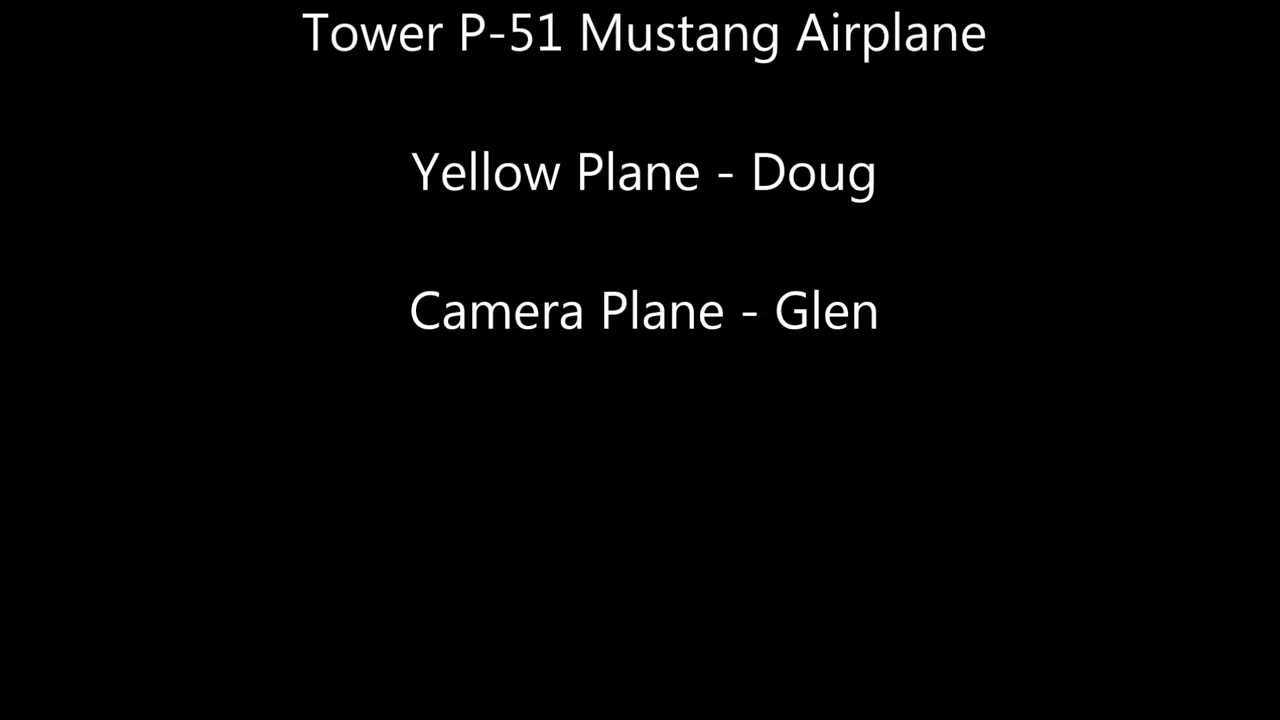 Tower P-51 Mustang Airplane
Yellow Plane - Doug
Camera Plane - Glen